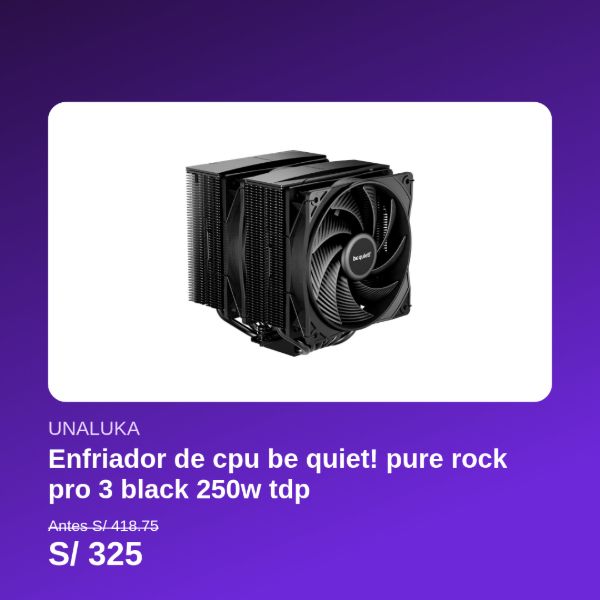 be quiet!
UNALUKA
Enfriador de cpu be quiet! pure rock
pro 3 black 250w tdp
Antes S/ 418.75
S/ 325